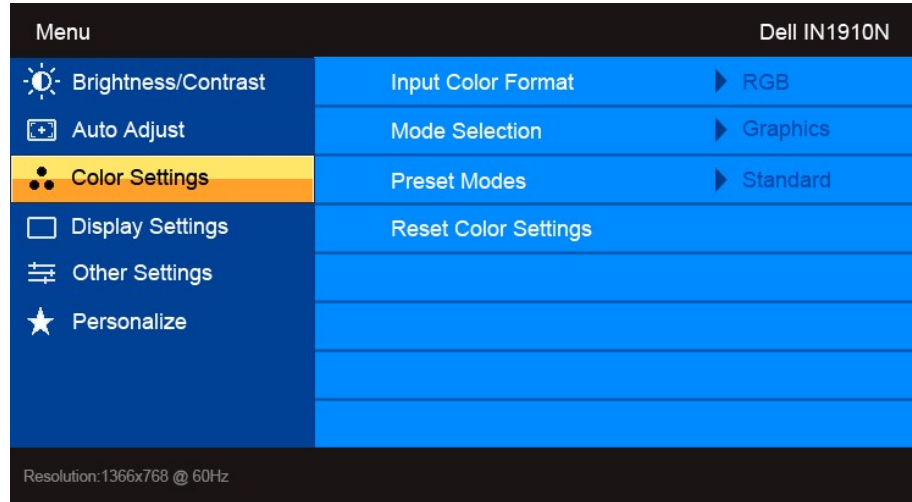 Menu Dell IN1910N
Brightness/Contrast Input Color Format RGB
Auto Adjust Mode Selection Graphics
Color Settings Preset Modes Standard
Display Settings Reset Color Settings
Other Settings
Personalize
Resolution:1366x768 @ 60Hz